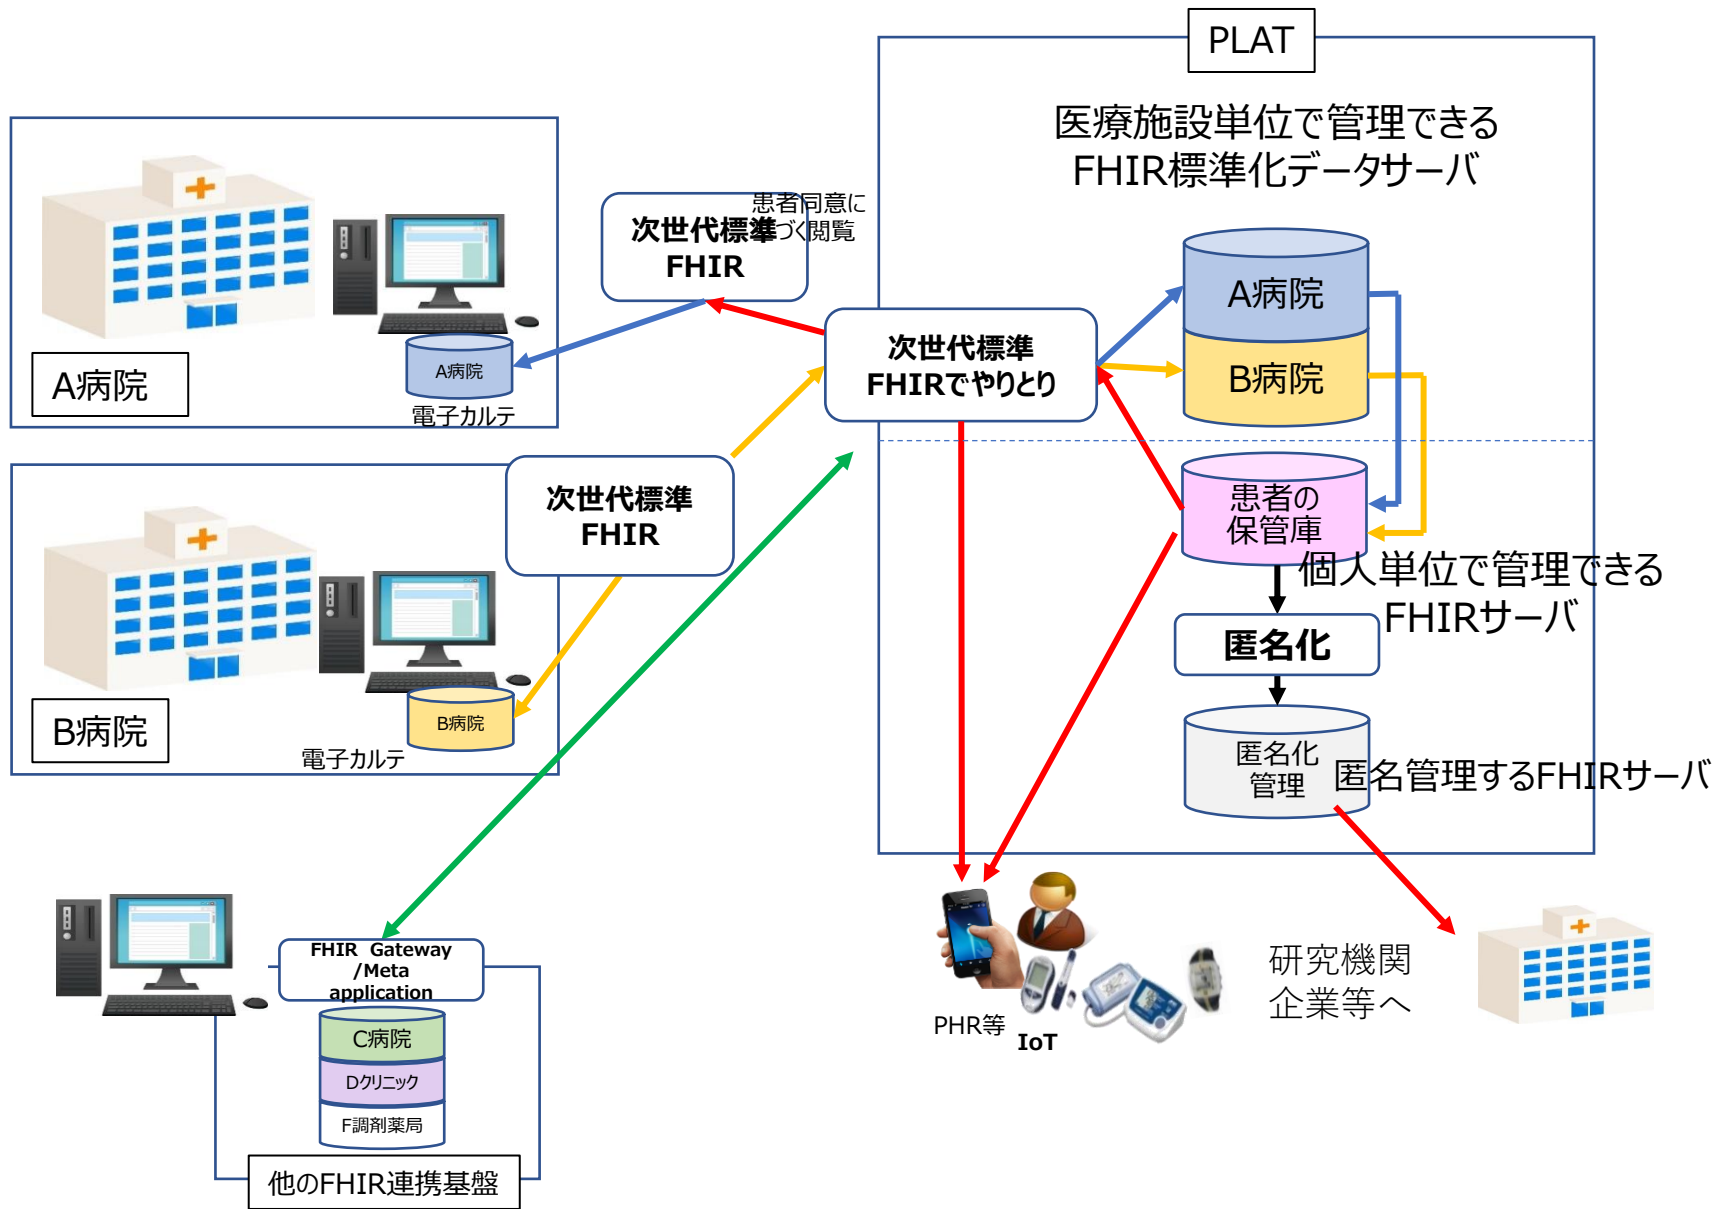 PLAT
医療施設単位で管理できる
FHIR標準化データサーバ
患者同意に
づく閲覧
次世代標準
FHIR
A病院
電子カルテ
A病院
次世代標準
FHIRでやりとり
A病院
B病院
次世代標準
FHIR
B病院
電子カルテ
B病院
患者の
保管庫
個人単位で管理できる
FHIRサーバ
匿名化
匿名化
管理
匿名管理するFHIRサーバ
FHIR Gateway
/Meta
application
C病院
Dクリニック
F調剤薬局
他のFHIR連携基盤
PHR等
IoT
研究機関
企業等へ